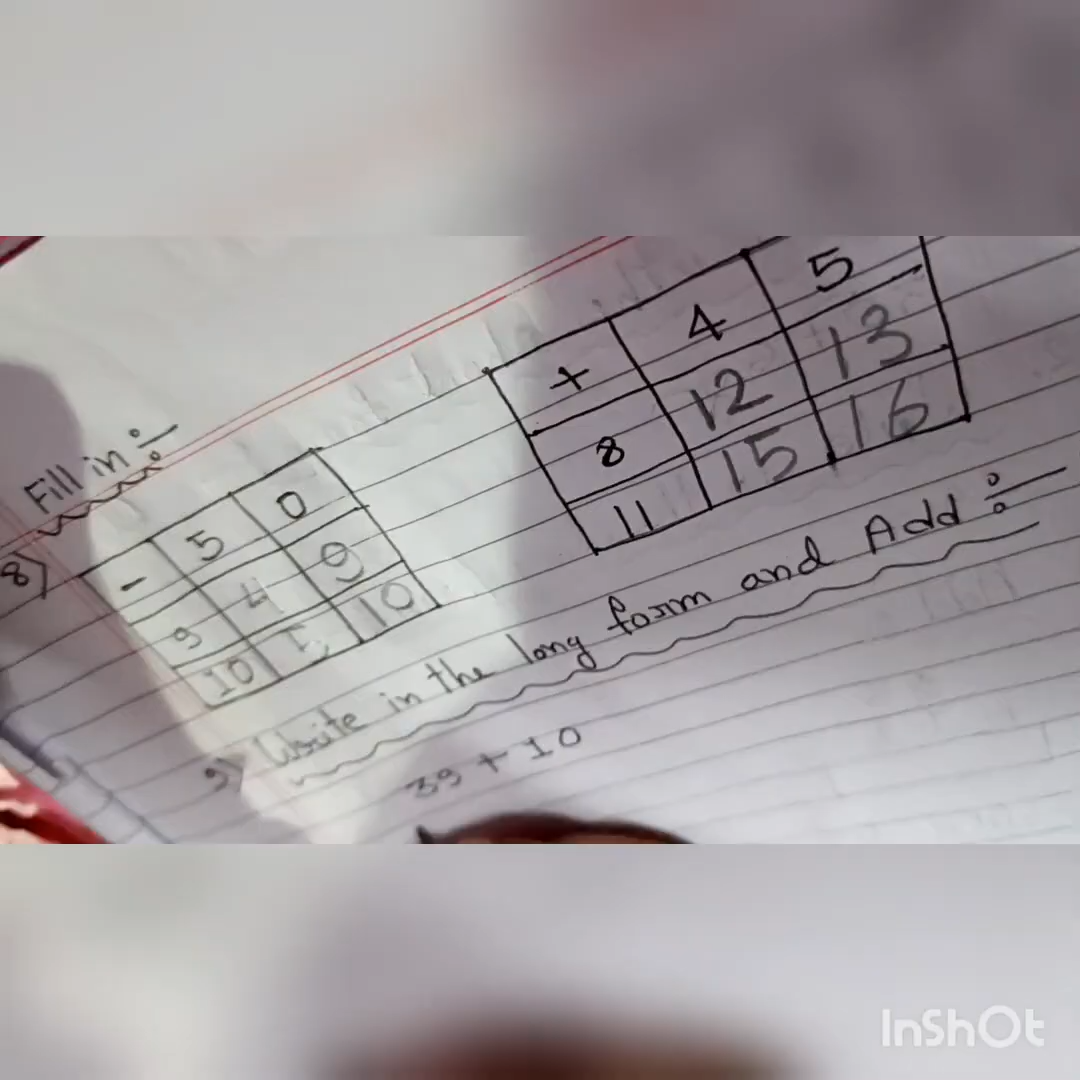 8) Fill in :-
- 5 0
9 4 9
10 5 10
+ 4 5
8 12 13
11 15 16
9) Write in the long form and Add :-
39 + 10
InShOt